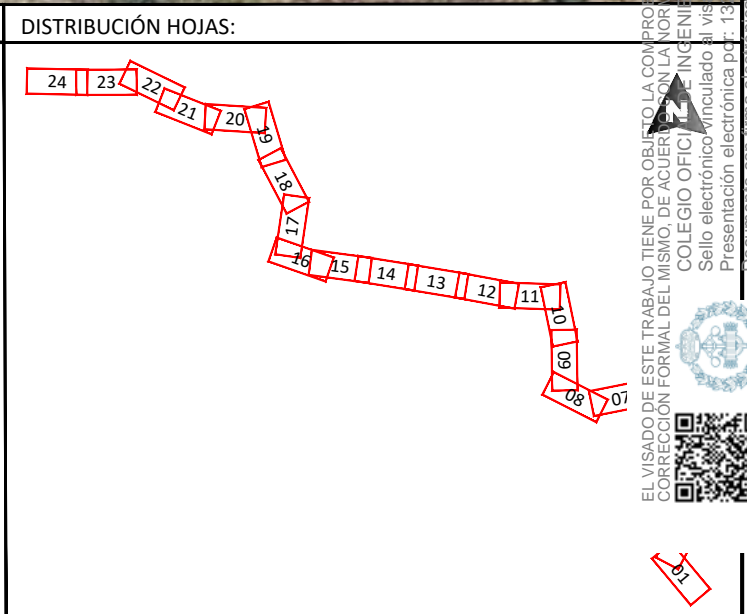 DISTRIBUCIÓN HOJAS:
24
23
22
21
20
19
18
17
16
15
14
13
12
11
10
09
08
07
01
EL VISADO DE ESTE TRABAJO TIENE POR OBJETO LA COMPRO
CORRECCIÓN FORMAL DEL MISMO, DE ACUERDO CON LA NOR
COLEGIO OFICI DE INGENIE
Sello electrónico vinculado al vis
Presentación electrónica por: 13
N